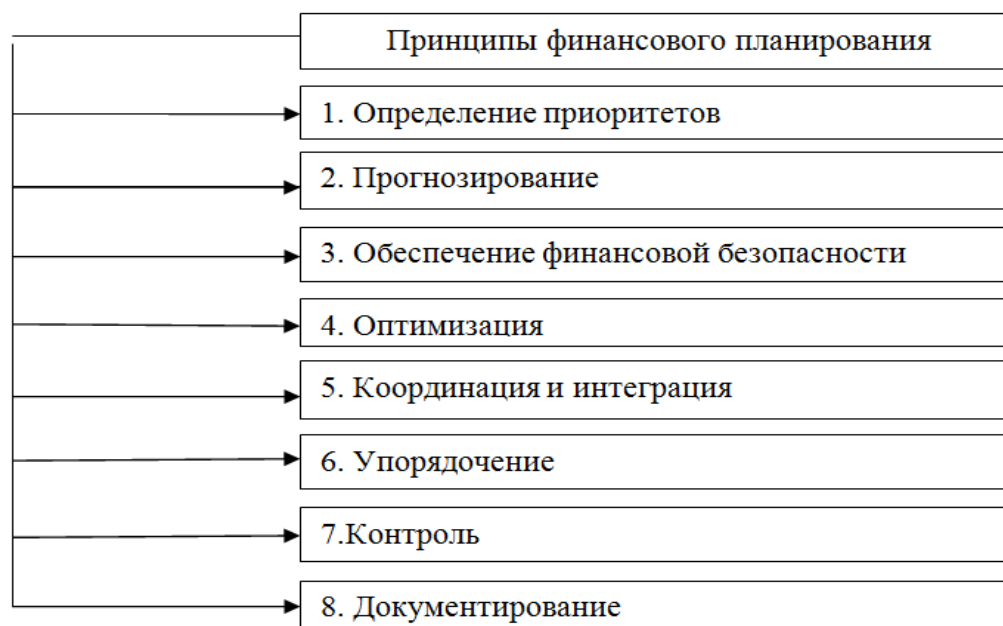 Принципы финансового планирования
1. Определение приоритетов
2. Прогнозирование
3. Обеспечение финансовой безопасности
4. Оптимизация
5. Координация и интеграция
6. Упорядочение
7.Контроль
8. Документирование